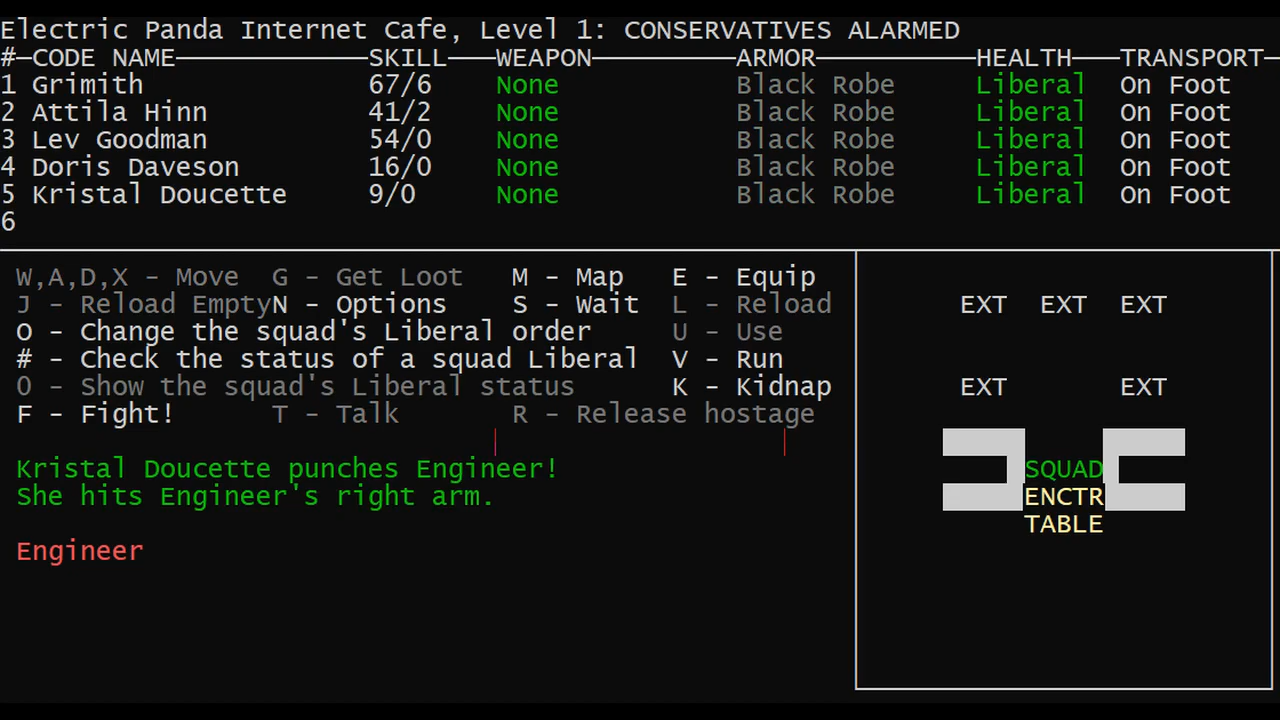 Electric Panda Internet Cafe, Level 1: CONSERVATIVES ALARMED
#—CODE NAME SKILL WEAPON ARMOR HEALTH TRANSPORT
1 Grimith 67/6 None Black Robe Liberal On Foot
2 Attila Hinn 41/2 None Black Robe Liberal On Foot
3 Lev Goodman 54/0 None Black Robe Liberal On Foot
4 Doris Daveson 16/0 None Black Robe Liberal On Foot
5 Kristal Doucette 9/0 None Black Robe Liberal On Foot
6
W,A,D,X - Move G - Get Loot M - Map E - Equip
J - Reload Empty N - Options S - Wait L - Reload
O - Change the squad's Liberal order U - Use
# - Check the status of a squad Liberal V - Run
0 - Show the squad's Liberal status K - Kidnap
F - Fight! T - Talk R - Release hostage
Kristal Doucette punches Engineer!
She hits Engineer's right arm.
Engineer
EXT EXT EXT
EXT EXT
SQUAD
ENCTR
TABLE